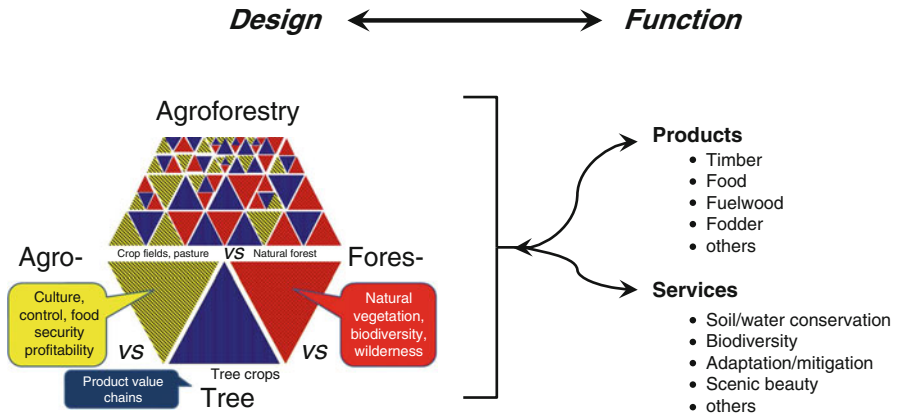 Design
Function
Agroforestry
Crop fields, pasture
vs
Natural forest
Agro-
Fores-
Culture,
control, food
security
profitability
vs
vs
Natural
vegetation,
biodiversity,
wilderness
Tree crops
Product value
chains
Tree
Products
• Timber
• Food
• Fuelwood
• Fodder
• others
Services
• Soil/water conservation
• Biodiversity
• Adaptation/mitigation
• Scenic beauty
• others